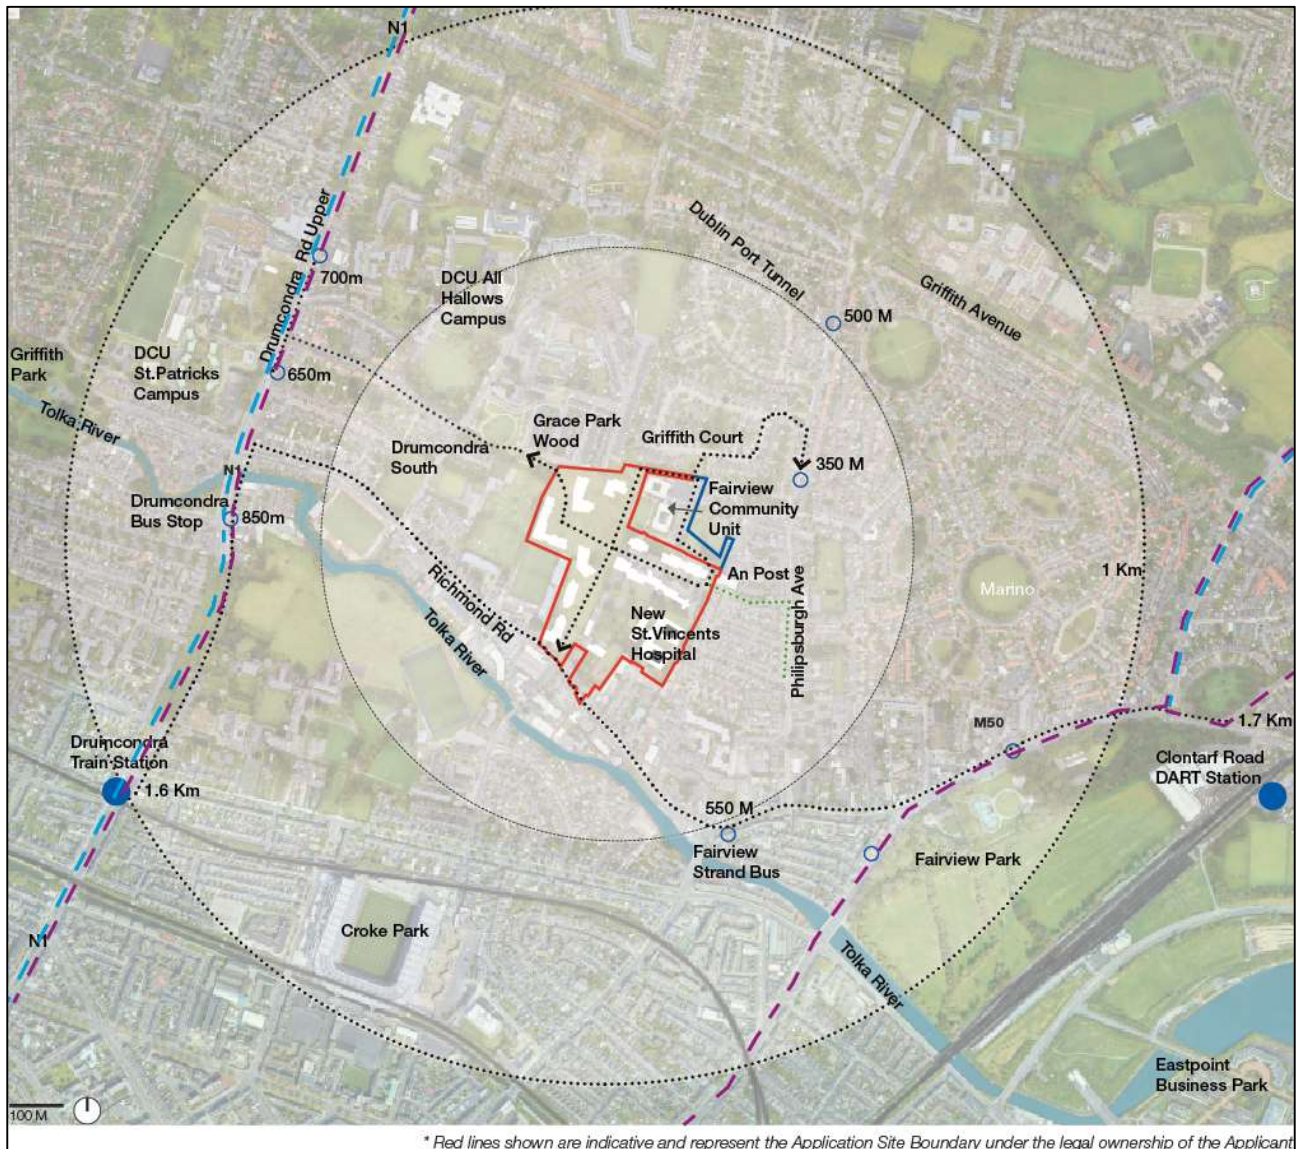 N1
Drumcondra Rd Upper
700m
DCU All
Hallows
Campus
Dublin Port Tunnel
Griffith Avenue
500 M
Griffith
Park
DCU
St.Patricks
Campus
650m
Tolka River
Grace Park
Wood
Griffith Court
Drumcondra
South
350 M
N1
Drumcondra
Bus Stop
850m
Fairview
Community
Unit
An Post
1 Km
Marino
Richmond Rd
Tolka River
New
St.Vincents
Hospital
Philipsburgh Ave
M50
1.7 Km
Drumcondra
Train Station
1.6 Km
Clontarf Road
DART Station
550 M
Fairview
Strand Bus
Fairview Park
Croke Park
N1
Tolka River
Eastpoint
Business Park
100 M
* Red lines shown are indicative and represent the Application Site Boundary under the legal ownership of the Applicant